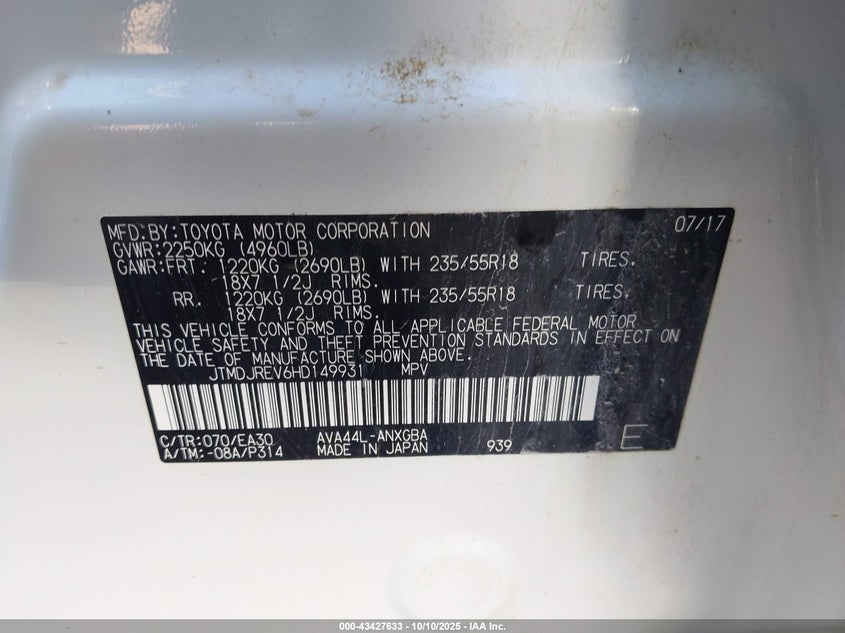 MFD.BY:TOYOTA MOTOR CORPORATION 07/17
GVWR:2250KG (4960LB)
GAWR:FRT. 1220KG (2690LB) WITH 235/55R18 TIRES.
18X7 1/2J RIMS.
RR. 1220KG (2690LB) WITH 235/55R18 TIRES.
18X7 1/2J RIMS.
THIS VEHICLE CONFORMS TO ALL APPLICABLE FEDERAL MOTOR
VEHICLE SAFETY AND THEFT PREVENTION STANDARDS IN EFFECT ON
THE DATE OF MANUFACTURE SHOWN ABOVE.
JTMDJREV6HD149931 MPV
C/TR:070/EA30 AVA44L-ANXGBA
A/TM:-08A/P314 MADE IN JAPAN 939 E
000-43427633 - 10/10/2025 - IAA Inc.